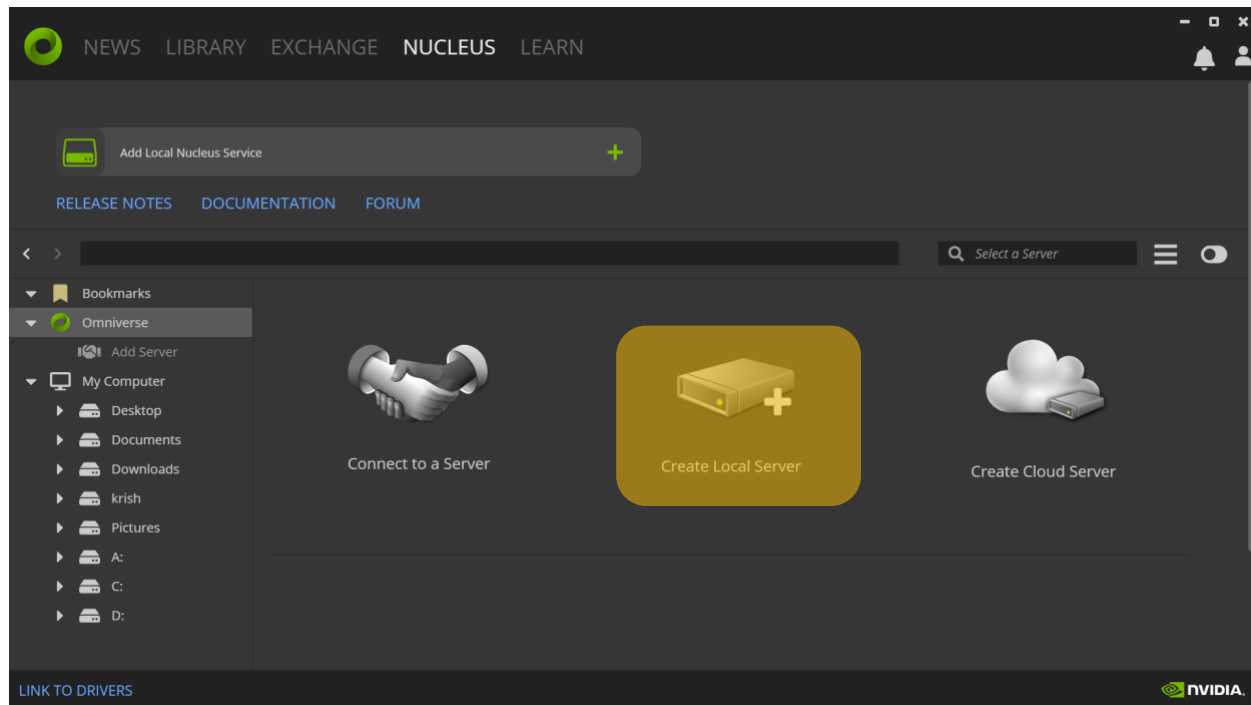 NEWS LIBRARY EXCHANGE NUCLEUS LEARN
Add Local Nucleus Service
RELEASE NOTES DOCUMENTATION FORUM
Select a Server
Bookmarks
Omniverse
Add Server
My Computer
Desktop
Documents
Downloads
krish
Pictures
A:
C:
D:
Connect to a Server
Create Local Server
Create Cloud Server
LINK TO DRIVERS
NVIDIA.